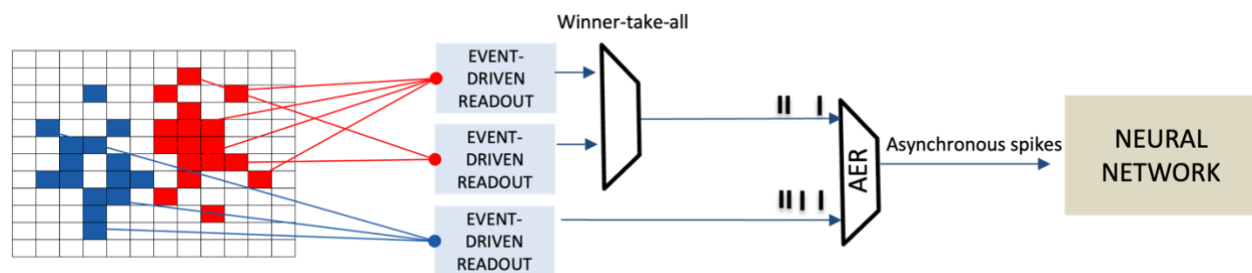 Winner-take-all
EVENT-
DRIVEN
READOUT
EVENT-
DRIVEN
READOUT
EVENT-
DRIVEN
READOUT
AER
Asynchronous spikes
NEURAL
NETWORK